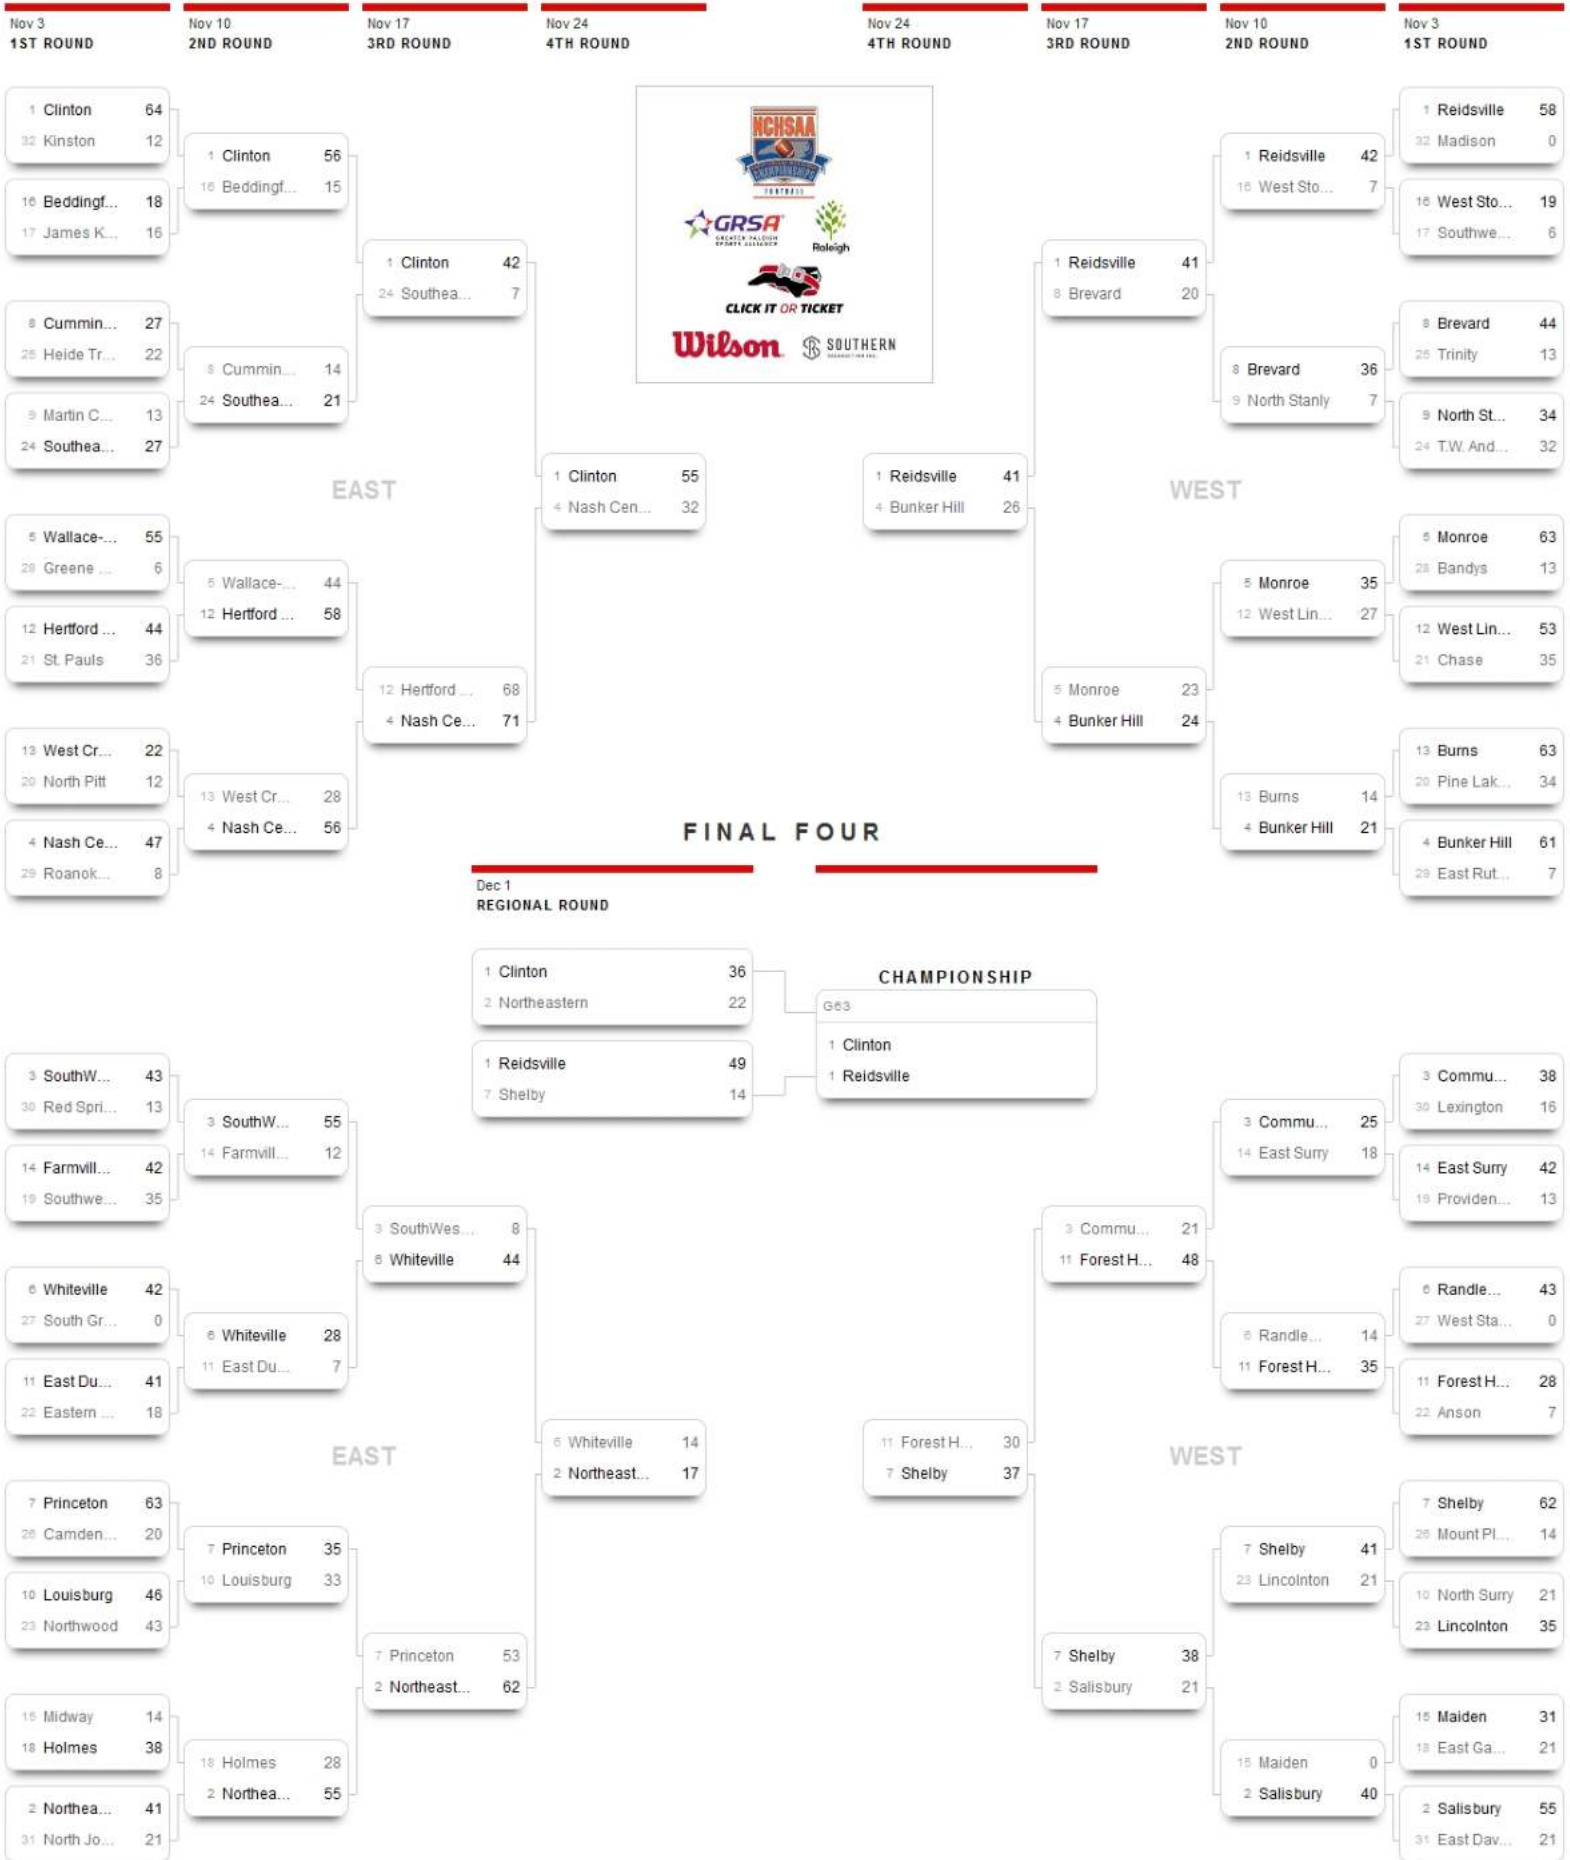 Nov 3
1ST ROUND
Nov 10
2ND ROUND
Nov 17
3RD ROUND
Nov 24
4TH ROUND
Nov 24
4TH ROUND
Nov 17
3RD ROUND
Nov 10
2ND ROUND
Nov 3
1ST ROUND
1 Clinton 64
32 Kinston 12
16 Beddingf... 18
17 James K... 16
8 Cummin... 27
25 Heide Tr... 22
9 Martin C... 13
24 Southea... 27
EAST
5 Wallace-... 55
28 Greene ... 6
12 Hertford ... 44
21 St. Pauls 36
13 West Cr... 22
20 North Pitt 12
4 Nash Ce... 47
29 Roanok... 8
1 Clinton 56
16 Beddingf... 15
8 Cummin... 14
24 Southea... 21
5 Wallace-... 44
12 Hertford ... 58
13 West Cr... 28
4 Nash Ce... 56
1 Clinton 42
24 Southea... 7
12 Hertford ... 68
4 Nash Ce... 71
1 Clinton 55
4 Nash Cen... 32
NCHSAA
CHAMPIONSHIPS
FOOTBALL
GRSA
GREATER RALEIGH
SPORTS ALLIANCE
Raleigh
CLICK IT OR TICKET
Wilson
SOUTHERN
1 Reidsville 41
4 Bunker Hill 26
1 Reidsville 41
8 Brevard 20
WEST
5 Monroe 23
4 Bunker Hill 24
1 Reidsville 42
16 West Sto... 7
8 Brevard 36
9 North Stanly 7
5 Monroe 35
12 West Lin... 27
13 Burns 14
4 Bunker Hill 21
1 Reidsville 58
32 Madison 0
16 West Sto... 19
17 Southwe... 6
8 Brevard 44
25 Trinity 13
9 North St... 34
24 T.W. And... 32
5 Monroe 63
28 Bandys 13
12 West Lin... 53
21 Chase 35
13 Burns 63
20 Pine Lak... 34
4 Bunker Hill 61
29 East Rut... 7
FINAL FOUR
Dec 1
REGIONAL ROUND
1 Clinton 36
2 Northeastern 22
1 Reidsville 49
7 Shelby 14
CHAMPIONSHIP
G63
1 Clinton
1 Reidsville
3 SouthW... 43
30 Red Spri... 13
14 Farmvill... 42
19 Southwe... 35
6 Whiteville 42
27 South Gr... 0
11 East Du... 41
22 Eastern ... 18
EAST
7 Princeton 63
26 Camden... 20
10 Louisburg 46
23 Northwood 43
15 Midway 14
18 Holmes 38
2 Northea... 41
31 North Jo... 21
3 SouthW... 55
14 Farmvill... 12
6 Whiteville 28
11 East Du... 7
7 Princeton 35
10 Louisburg 33
18 Holmes 28
2 Northea... 55
3 SouthWes... 8
6 Whiteville 44
7 Princeton 53
2 Northeast... 62
6 Whiteville 14
2 Northeast... 17
11 Forest H... 30
7 Shelby 37
3 Commu... 21
11 Forest H... 48
WEST
7 Shelby 38
2 Salisbury 21
3 Commu... 25
14 East Surry 18
6 Randle... 14
11 Forest H... 35
7 Shelby 41
23 Lincolnton 21
15 Maiden 0
2 Salisbury 40
3 Commu... 38
30 Lexington 16
14 East Surry 42
19 Providen... 13
6 Randle... 43
27 West Sta... 0
11 Forest H... 28
22 Anson 7
7 Shelby 62
26 Mount Pl... 14
10 North Surry 21
23 Lincolnton 35
15 Maiden 31
18 East Ga... 21
2 Salisbury 55
31 East Dav... 21